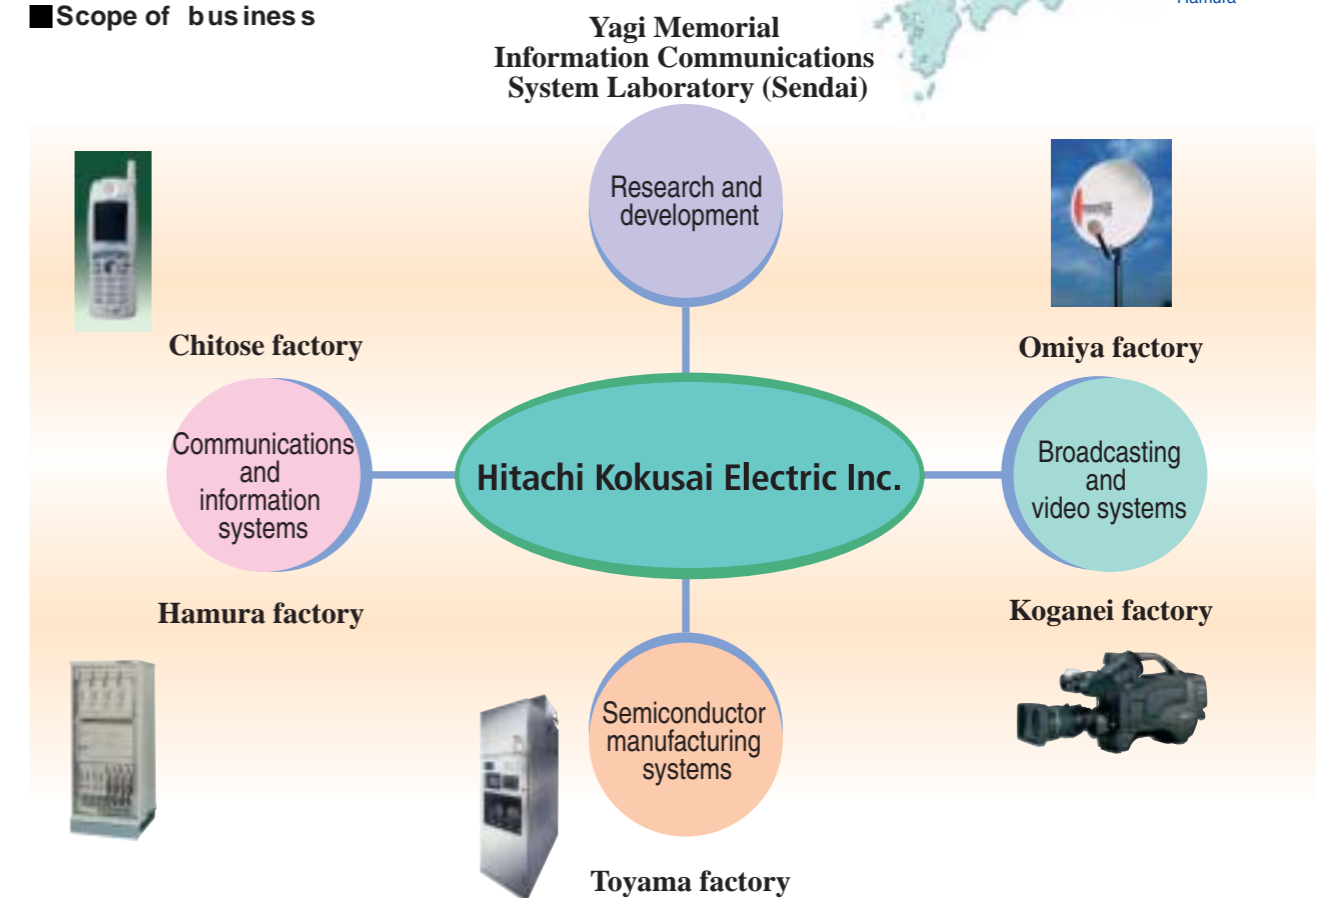 ■Scope of business
Hamura
Yagi Memorial
Information Communications
System Laboratory (Sendai)
Research and
development
Chitose factory
Omiya factory
Communications
and
information
systems
Hitachi Kokusai Electric Inc.
Broadcasting
and
video systems
Hamura factory
Koganei factory
Semiconductor
manufacturing
systems
Toyama factory